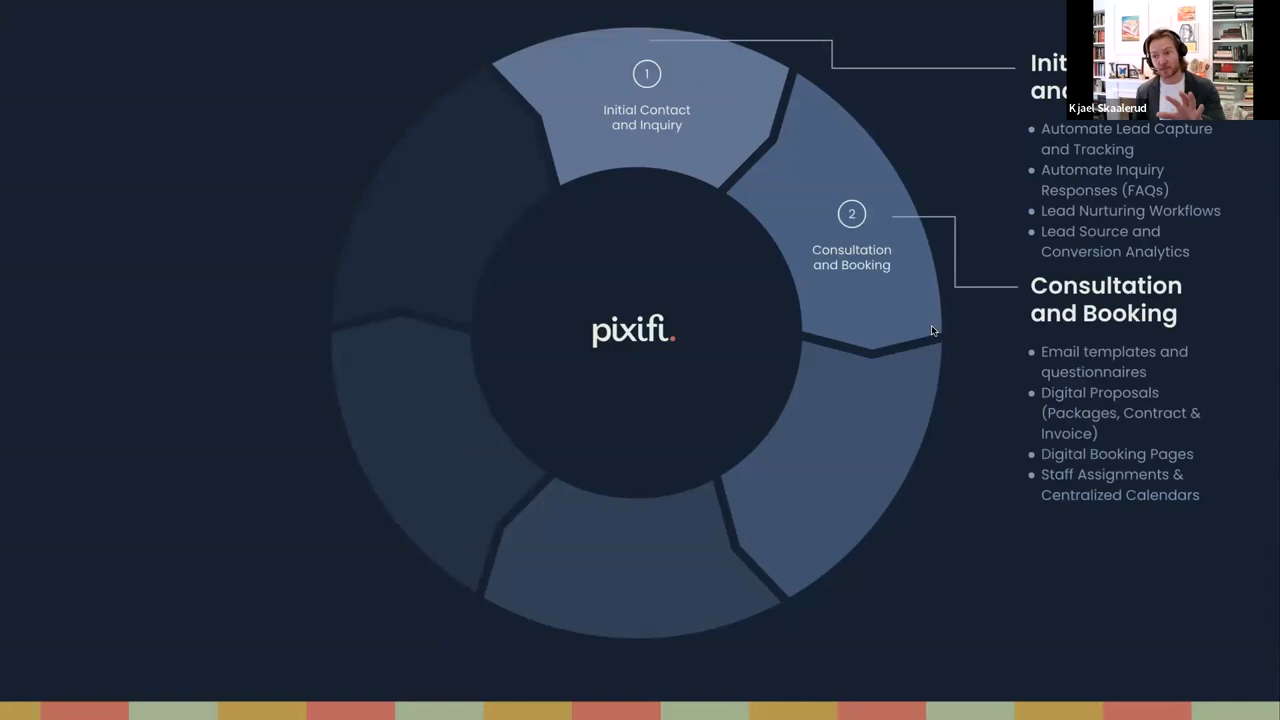 1
Initial Contact
and Inquiry
2
Consultation
and Booking
pixifi.
Kjael Skaalerud
• Automate Lead Capture
and Tracking
• Automate Inquiry
Responses (FAQs)
• Lead Nurturing Workflows
• Lead Source and
Conversion Analytics
Consultation
and Booking
• Email templates and
questionnaires
• Digital Proposals
(Packages, Contract &
Invoice)
• Digital Booking Pages
• Staff Assignments &
Centralized Calendars